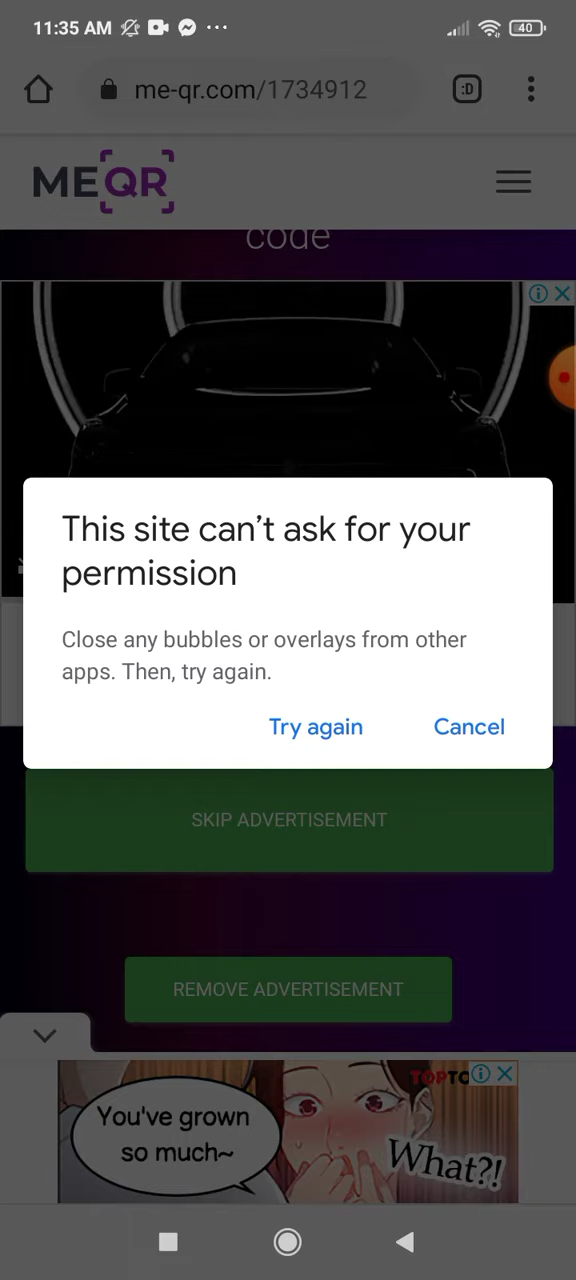 11:35 AM
40
me-qr.com/1734912
:D
MEQR
code
This site can’t ask for your
permission
Close any bubbles or overlays from other
apps. Then, try again.
Try again
Cancel
SKIP ADVERTISEMENT
REMOVE ADVERTISEMENT
You've grown
so much~
What?!